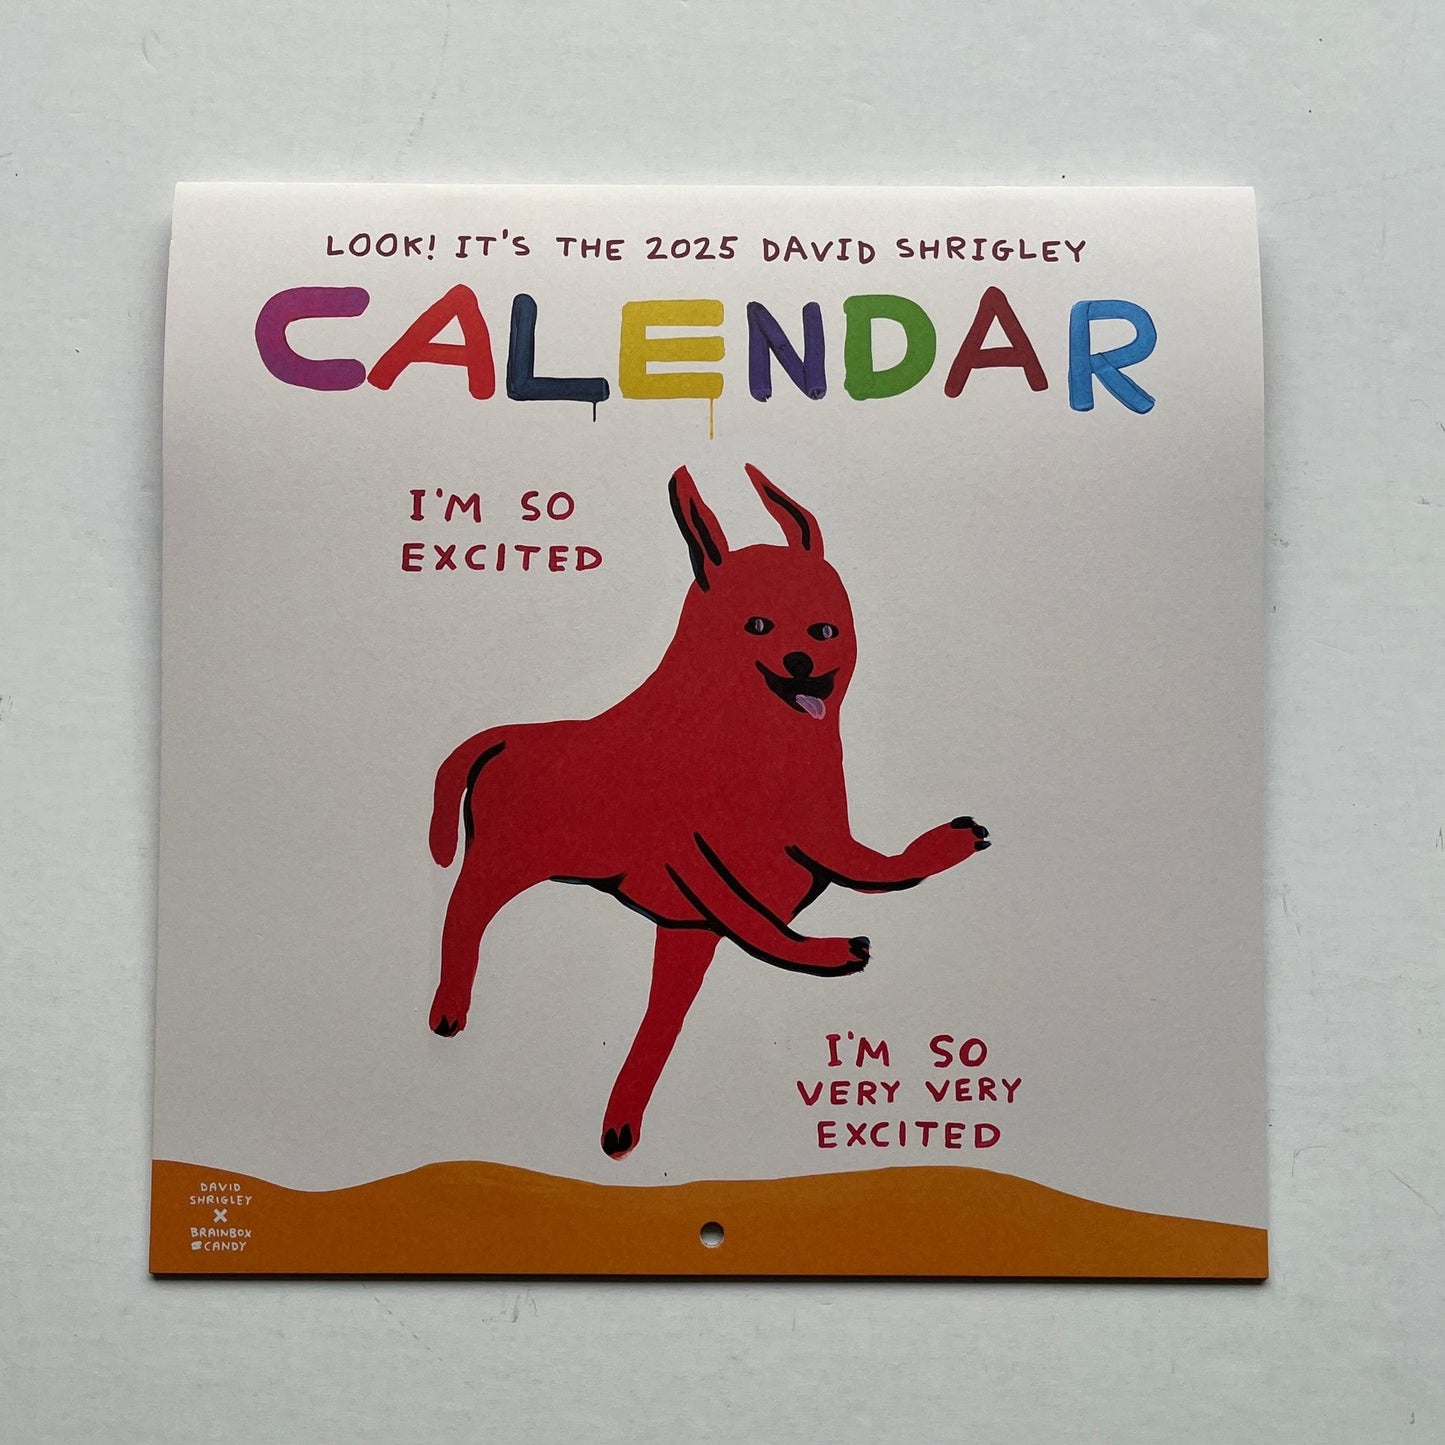 LOOK! IT'S THE 2025 DAVID SHRIGLEY
CALENDAR
I'M SO
EXCITED
I'M SO
VERY VERY
EXCITED
DAVID
SHRIGLEY
X
BRAINBOX
CANDY